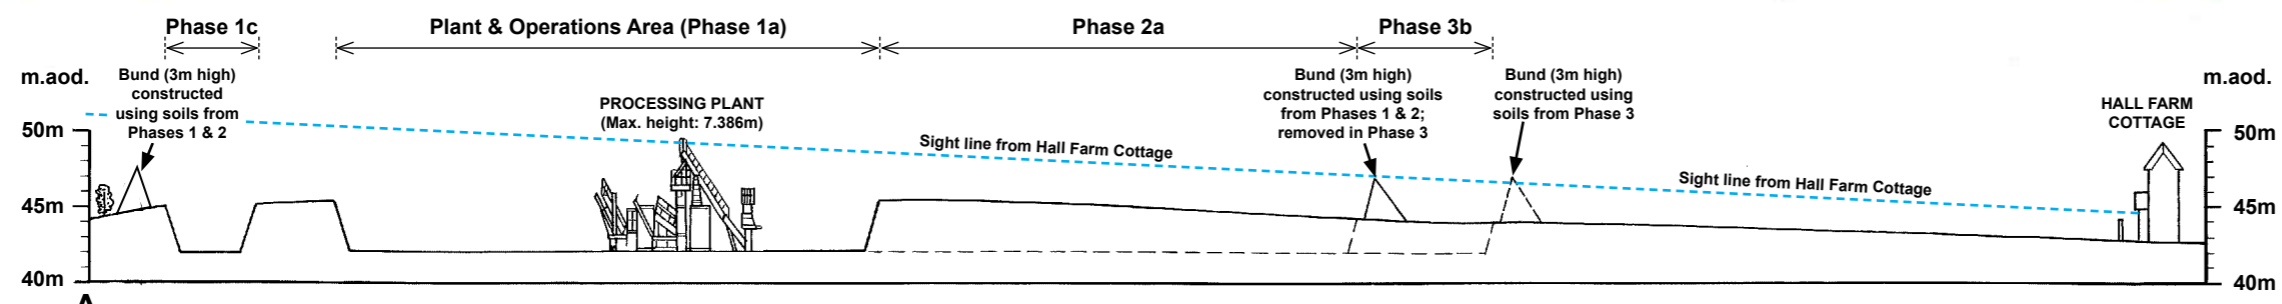 Phase 1c
Plant & Operations Area (Phase 1a)
Phase 2a
Phase 3b
m.aod.
Bund (3m high)
constructed
using soils from
Phases 1 & 2
PROCESSING PLANT
(Max. height: 7.386m)
Bund (3m high)
constructed using soils
from Phases 1 & 2;
removed in Phase 3
Bund (3m high)
constructed using
soils from Phase 3
m.aod.
HALL FARM
COTTAGE
50m
45m
40m
Sight line from Hall Farm Cottage
Sight line from Hall Farm Cottage
50m
45m
40m
A